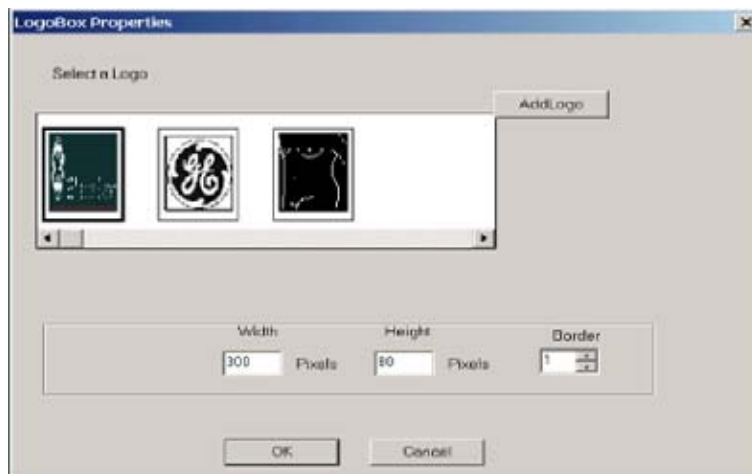 LogoBox Properties
Select a Logo
AddLogo
Width
Height
Border
300
Pixels
80
Pixels
1
OK
Cancel